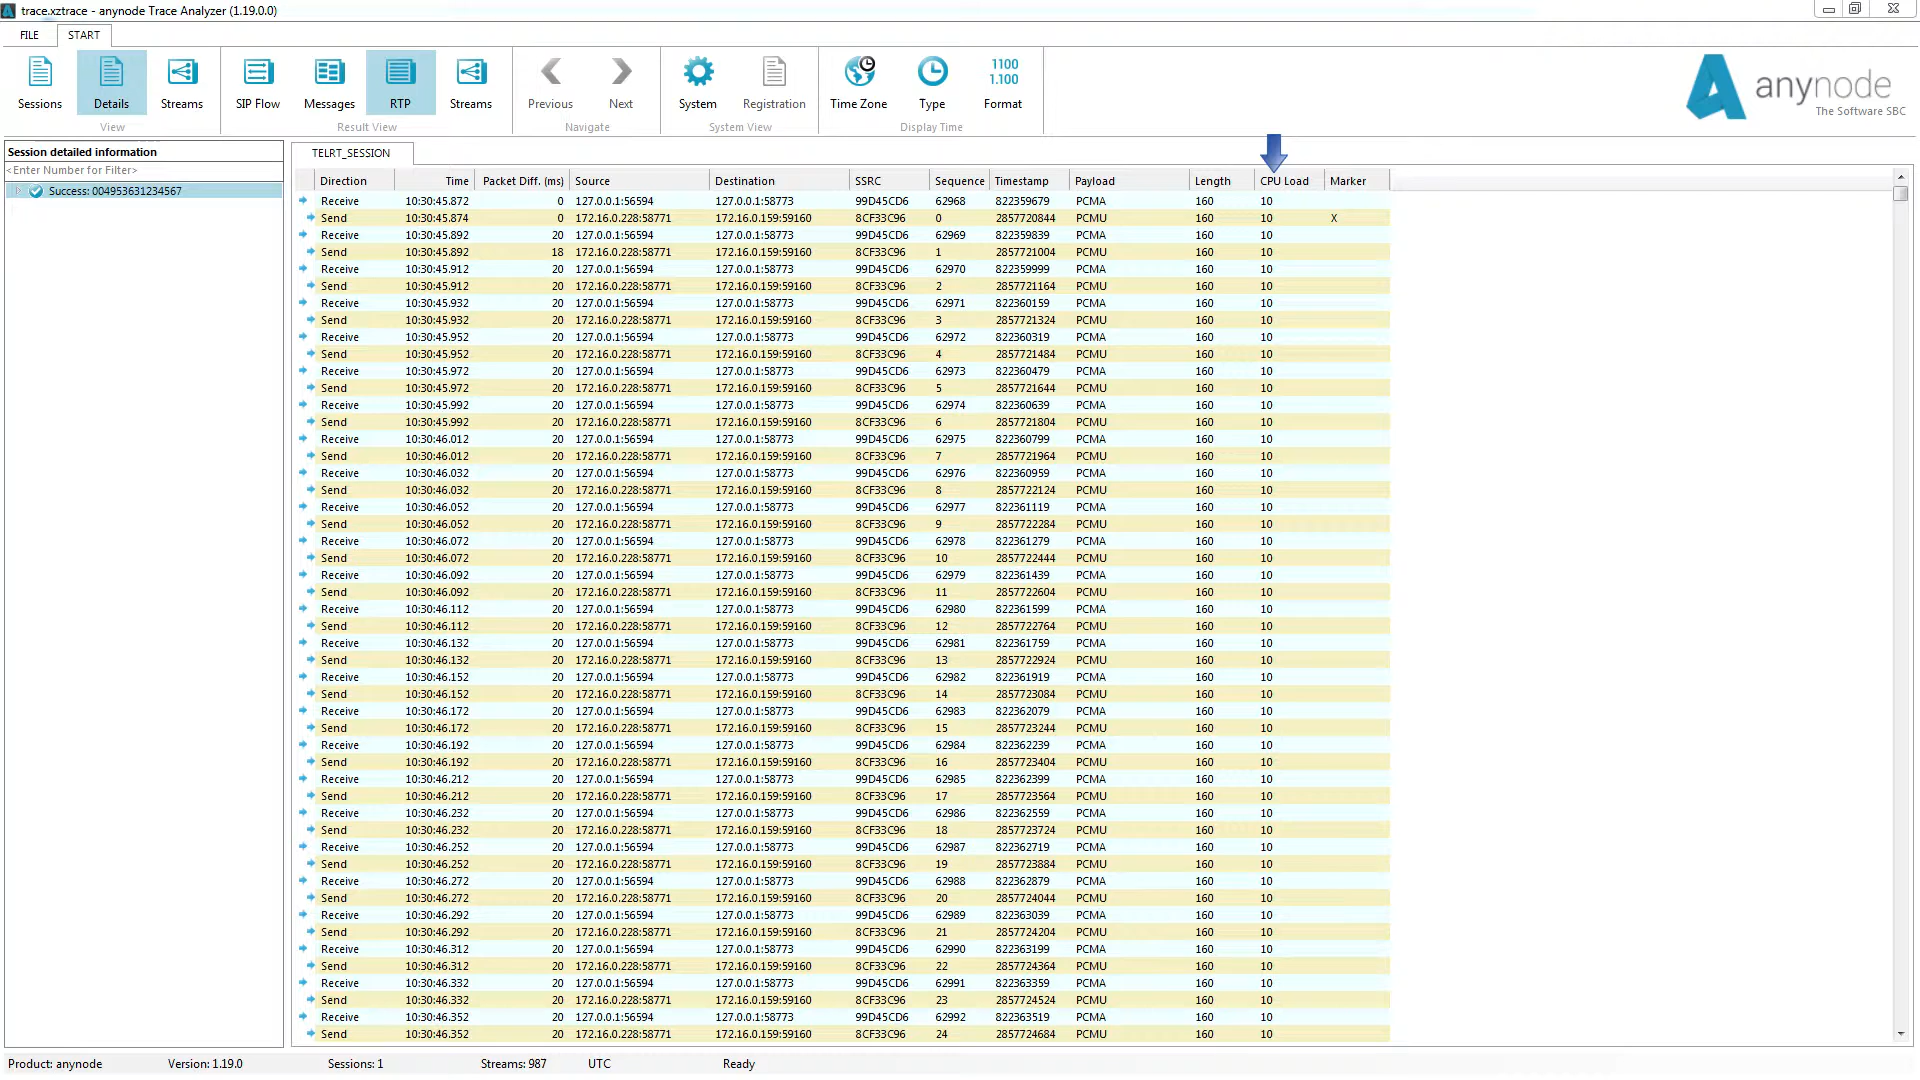 trace.xztrace - anynode Trace Analyzer (1.19.0.0)
FILE START
Sessions Details Streams SIP Flow Messages RTP Streams Previous Next System Registration Time Zone Type Format
1100
1.100
View Result View Navigate System View Display Time
anynode
The Software SBC
Session detailed information
<Enter Number for Filter>
Success: 004953631234567
TELRT_SESSION
Direction Time Packet Diff. (ms) Source Destination SSRC Sequence Timestamp Payload Length CPU Load Marker
Receive 10:30:45.872 0 127.0.0.1:56594 127.0.0.1:58773 99D45CD6 62968 822359679 PCMA 160 10
Send 10:30:45.874 0 172.16.0.228:58771 172.16.0.159:59160 8CF33C96 0 2857720844 PCMU 160 10 X
Receive 10:30:45.892 20 127.0.0.1:56594 127.0.0.1:58773 99D45CD6 62969 822359839 PCMA 160 10
Send 10:30:45.892 18 172.16.0.228:58771 172.16.0.159:59160 8CF33C96 1 2857721004 PCMU 160 10
Receive 10:30:45.912 20 127.0.0.1:56594 127.0.0.1:58773 99D45CD6 62970 822359999 PCMA 160 10
Send 10:30:45.912 20 172.16.0.228:58771 172.16.0.159:59160 8CF33C96 2 2857721164 PCMU 160 10
Receive 10:30:45.932 20 127.0.0.1:56594 127.0.0.1:58773 99D45CD6 62971 822360159 PCMA 160 10
Send 10:30:45.932 20 172.16.0.228:58771 172.16.0.159:59160 8CF33C96 3 2857721324 PCMU 160 10
Receive 10:30:45.952 20 127.0.0.1:56594 127.0.0.1:58773 99D45CD6 62972 822360319 PCMA 160 10
Send 10:30:45.952 20 172.16.0.228:58771 172.16.0.159:59160 8CF33C96 4 2857721484 PCMU 160 10
Receive 10:30:45.972 20 127.0.0.1:56594 127.0.0.1:58773 99D45CD6 62973 822360479 PCMA 160 10
Send 10:30:45.972 20 172.16.0.228:58771 172.16.0.159:59160 8CF33C96 5 2857721644 PCMU 160 10
Receive 10:30:45.992 20 127.0.0.1:56594 127.0.0.1:58773 99D45CD6 62974 822360639 PCMA 160 10
Send 10:30:45.992 20 172.16.0.228:58771 172.16.0.159:59160 8CF33C96 6 2857721804 PCMU 160 10
Receive 10:30:46.012 20 127.0.0.1:56594 127.0.0.1:58773 99D45CD6 62975 822360799 PCMA 160 10
Send 10:30:46.012 20 172.16.0.228:58771 172.16.0.159:59160 8CF33C96 7 2857721964 PCMU 160 10
Receive 10:30:46.032 20 127.0.0.1:56594 127.0.0.1:58773 99D45CD6 62976 822360959 PCMA 160 10
Send 10:30:46.032 20 172.16.0.228:58771 172.16.0.159:59160 8CF33C96 8 2857722124 PCMU 160 10
Receive 10:30:46.052 20 127.0.0.1:56594 127.0.0.1:58773 99D45CD6 62977 822361119 PCMA 160 10
Send 10:30:46.052 20 172.16.0.228:58771 172.16.0.159:59160 8CF33C96 9 2857722284 PCMU 160 10
Receive 10:30:46.072 20 127.0.0.1:56594 127.0.0.1:58773 99D45CD6 62978 822361279 PCMA 160 10
Send 10:30:46.072 20 172.16.0.228:58771 172.16.0.159:59160 8CF33C96 10 2857722444 PCMU 160 10
Receive 10:30:46.092 20 127.0.0.1:56594 127.0.0.1:58773 99D45CD6 62979 822361439 PCMA 160 10
Send 10:30:46.092 20 172.16.0.228:58771 172.16.0.159:59160 8CF33C96 11 2857722604 PCMU 160 10
Receive 10:30:46.112 20 127.0.0.1:56594 127.0.0.1:58773 99D45CD6 62980 822361599 PCMA 160 10
Send 10:30:46.112 20 172.16.0.228:58771 172.16.0.159:59160 8CF33C96 12 2857722764 PCMU 160 10
Receive 10:30:46.132 20 127.0.0.1:56594 127.0.0.1:58773 99D45CD6 62981 822361759 PCMA 160 10
Send 10:30:46.132 20 172.16.0.228:58771 172.16.0.159:59160 8CF33C96 13 2857722924 PCMU 160 10
Receive 10:30:46.152 20 127.0.0.1:56594 127.0.0.1:58773 99D45CD6 62982 822361919 PCMA 160 10
Send 10:30:46.152 20 172.16.0.228:58771 172.16.0.159:59160 8CF33C96 14 2857723084 PCMU 160 10
Receive 10:30:46.172 20 127.0.0.1:56594 127.0.0.1:58773 99D45CD6 62983 822362079 PCMA 160 10
Send 10:30:46.172 20 172.16.0.228:58771 172.16.0.159:59160 8CF33C96 15 2857723244 PCMU 160 10
Receive 10:30:46.192 20 127.0.0.1:56594 127.0.0.1:58773 99D45CD6 62984 822362239 PCMA 160 10
Send 10:30:46.192 20 172.16.0.228:58771 172.16.0.159:59160 8CF33C96 16 2857723404 PCMU 160 10
Receive 10:30:46.212 20 127.0.0.1:56594 127.0.0.1:58773 99D45CD6 62985 822362399 PCMA 160 10
Send 10:30:46.212 20 172.16.0.228:58771 172.16.0.159:59160 8CF33C96 17 2857723564 PCMU 160 10
Receive 10:30:46.232 20 127.0.0.1:56594 127.0.0.1:58773 99D45CD6 62986 822362559 PCMA 160 10
Send 10:30:46.232 20 172.16.0.228:58771 172.16.0.159:59160 8CF33C96 18 2857723724 PCMU 160 10
Receive 10:30:46.252 20 127.0.0.1:56594 127.0.0.1:58773 99D45CD6 62987 822362719 PCMA 160 10
Send 10:30:46.252 20 172.16.0.228:58771 172.16.0.159:59160 8CF33C96 19 2857723884 PCMU 160 10
Receive 10:30:46.272 20 127.0.0.1:56594 127.0.0.1:58773 99D45CD6 62988 822362879 PCMA 160 10
Send 10:30:46.272 20 172.16.0.228:58771 172.16.0.159:59160 8CF33C96 20 2857724044 PCMU 160 10
Receive 10:30:46.292 20 127.0.0.1:56594 127.0.0.1:58773 99D45CD6 62989 822363039 PCMA 160 10
Send 10:30:46.292 20 172.16.0.228:58771 172.16.0.159:59160 8CF33C96 21 2857724204 PCMU 160 10
Receive 10:30:46.312 20 127.0.0.1:56594 127.0.0.1:58773 99D45CD6 62990 822363199 PCMA 160 10
Send 10:30:46.312 20 172.16.0.228:58771 172.16.0.159:59160 8CF33C96 22 2857724364 PCMU 160 10
Receive 10:30:46.332 20 127.0.0.1:56594 127.0.0.1:58773 99D45CD6 62991 822363359 PCMA 160 10
Send 10:30:46.332 20 172.16.0.228:58771 172.16.0.159:59160 8CF33C96 23 2857724524 PCMU 160 10
Receive 10:30:46.352 20 127.0.0.1:56594 127.0.0.1:58773 99D45CD6 62992 822363519 PCMA 160 10
Send 10:30:46.352 20 172.16.0.228:58771 172.16.0.159:59160 8CF33C96 24 2857724684 PCMU 160 10
Product: anynode Version: 1.19.0 Sessions: 1 Streams: 987 UTC Ready